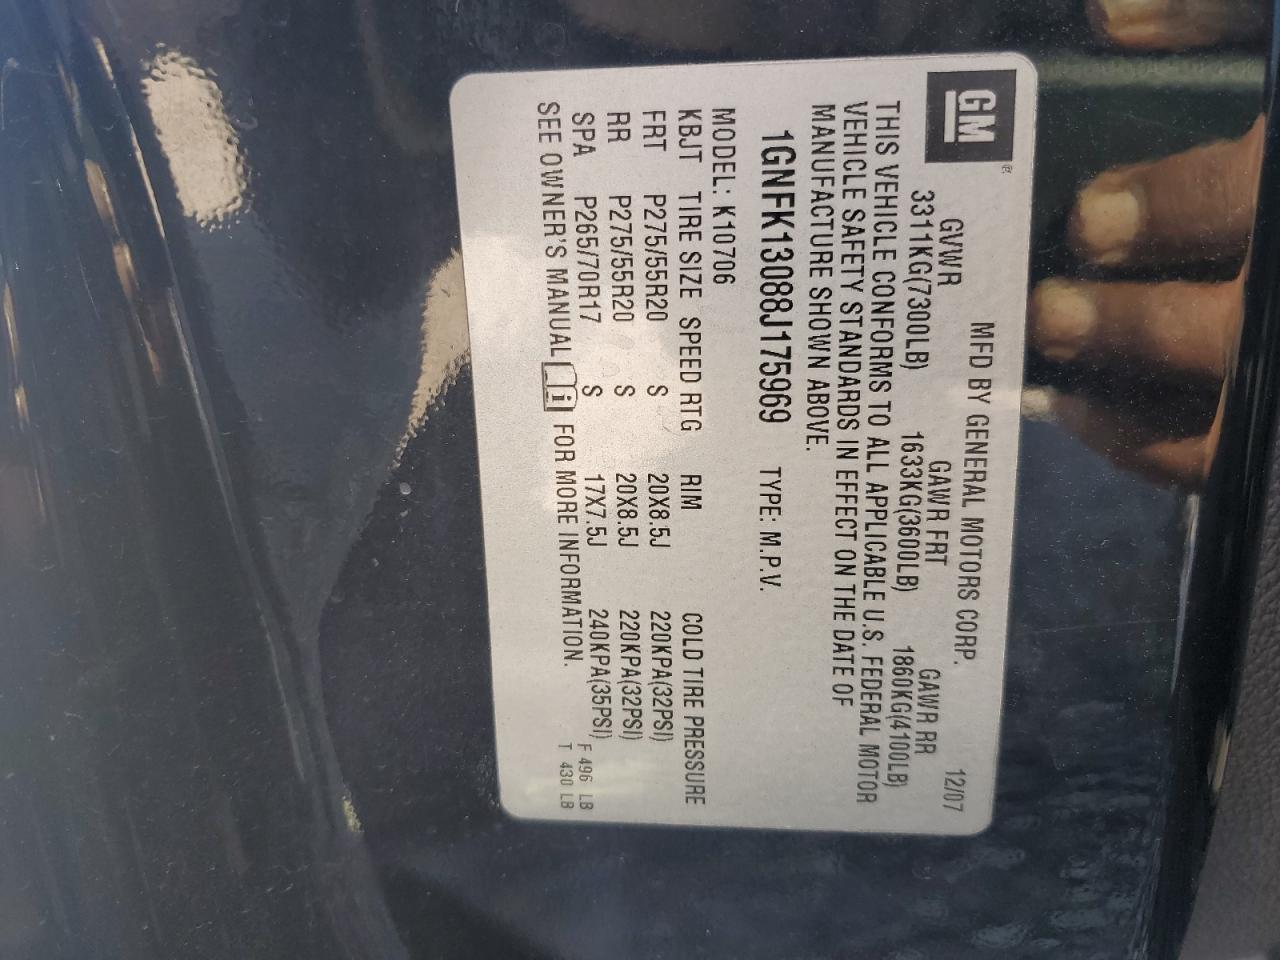 GM®
MFD BY GENERAL MOTORS CORP. 12/07
GVWR GAWR FRT GAWR RR
3311KG(7300LB) 1633KG(3600LB) 1860KG(4100LB)
THIS VEHICLE CONFORMS TO ALL APPLICABLE U.S. FEDERAL MOTOR
VEHICLE SAFETY STANDARDS IN EFFECT ON THE DATE OF
MANUFACTURE SHOWN ABOVE.
1GNFK13088J175969 TYPE: M.P.V.
MODEL: K10706
KBJT TIRE SIZE SPEED RTG RIM COLD TIRE PRESSURE
FRT P275/55R20 S 20X8.5J 220KPA(32PSI)
RR P275/55R20 S 20X8.5J 220KPA(32PSI)
SPA P265/70R17 S 17X7.5J 240KPA(35PSI)
SEE OWNER'S MANUAL i FOR MORE INFORMATION.
F 496 LB
T 430 LB